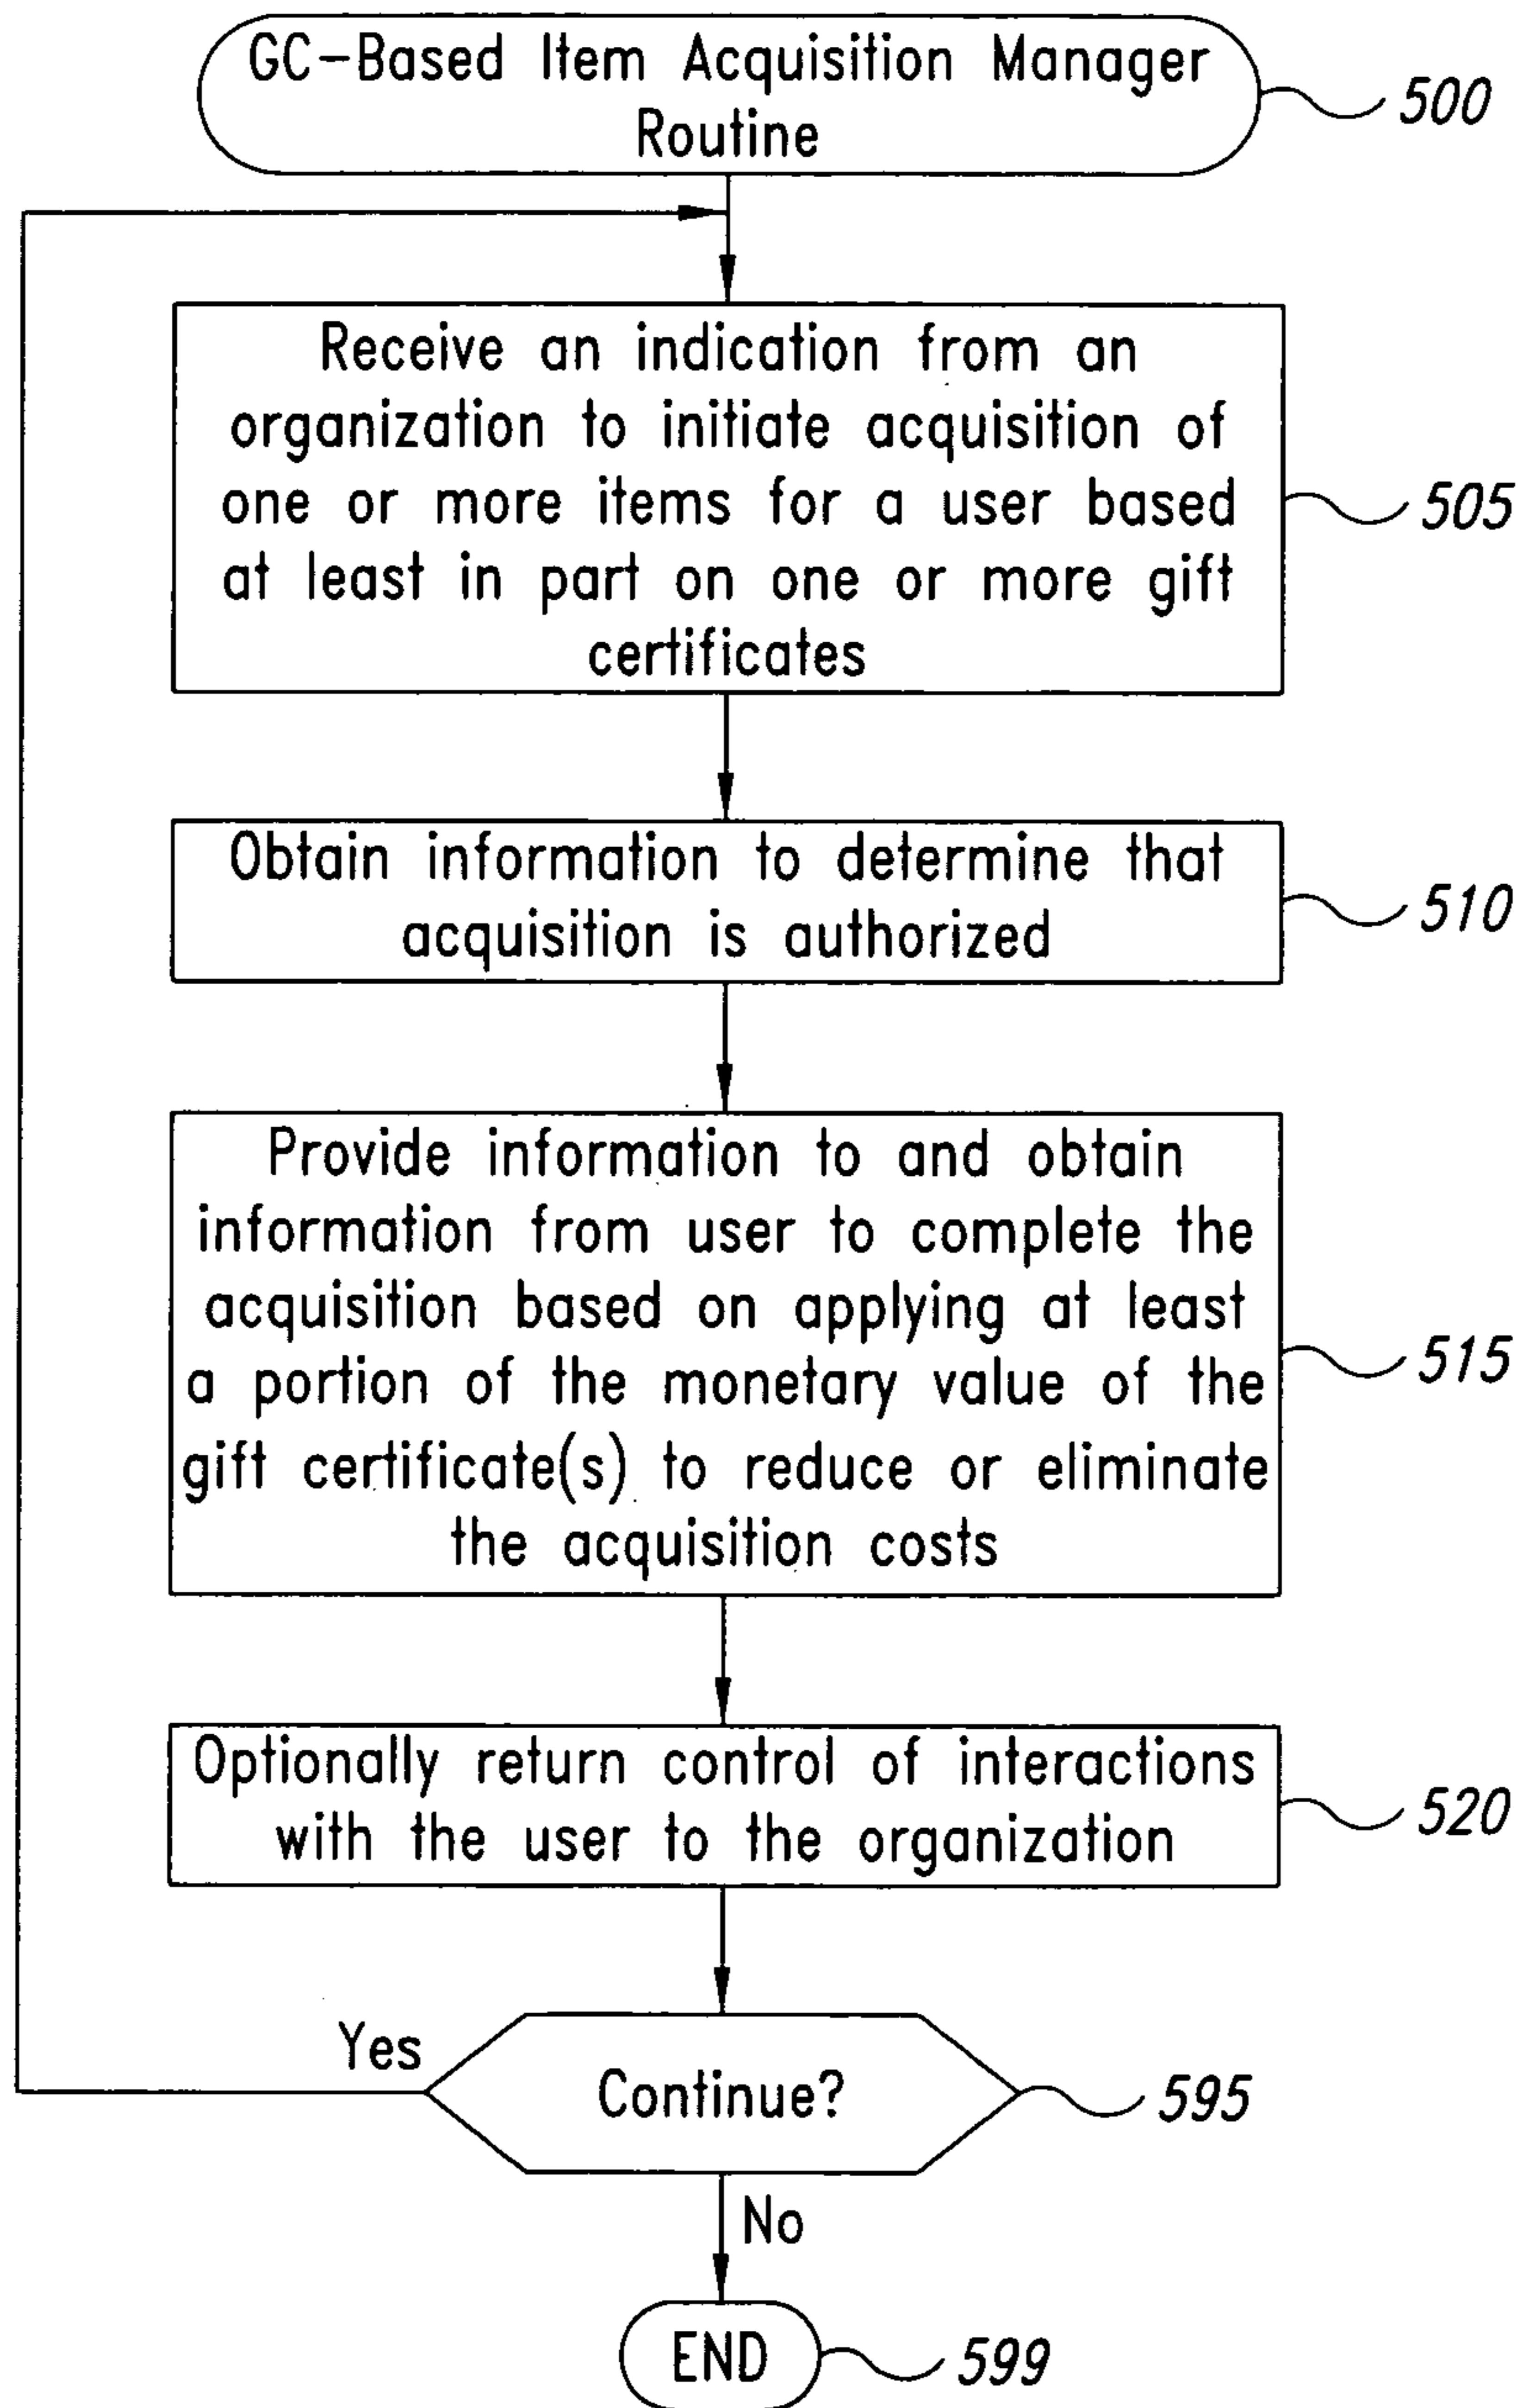 GC-Based Item Acquisition Manager
Routine
500
Receive an indication from an
organization to initiate acquisition of
one or more items for a user based
at least in part on one or more gift
certificates
505
Obtain information to determine that
acquisition is authorized
510
Provide information to and obtain
information from user to complete the
acquisition based on applying at least
a portion of the monetary value of the
gift certificate(s) to reduce or eliminate
the acquisition costs
515
Optionally return control of interactions
with the user to the organization
520
Yes
Continue?
595
No
END
599